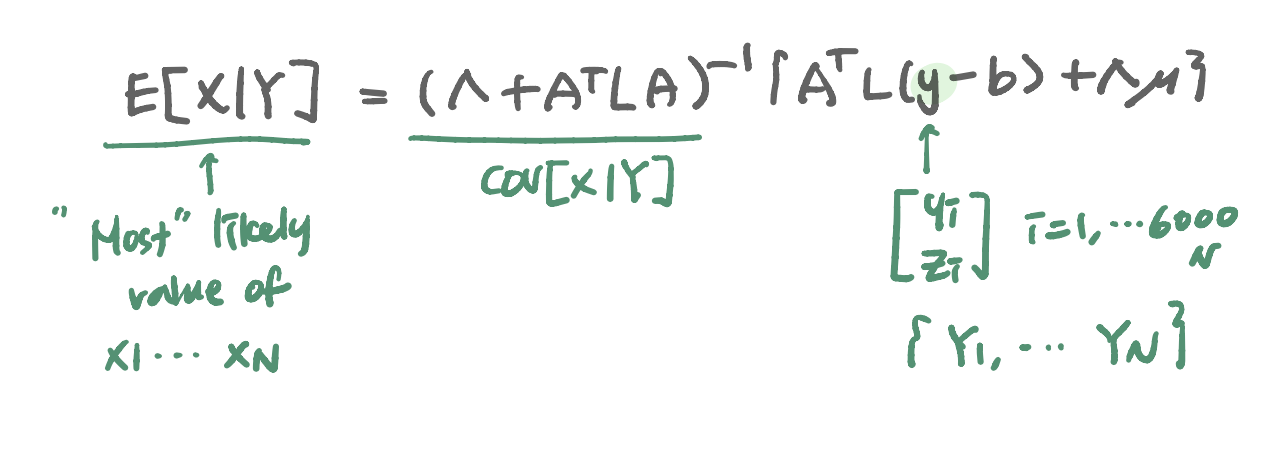 E[X|Y] = (Λ+AᵀLA)⁻¹{AᵀL(y-b)+Λμ}
COV[X|Y]
"Most" likely
value of
x1 ... xN
[yi
zi] i=1, ...6000
N
{Y1, ... YN}